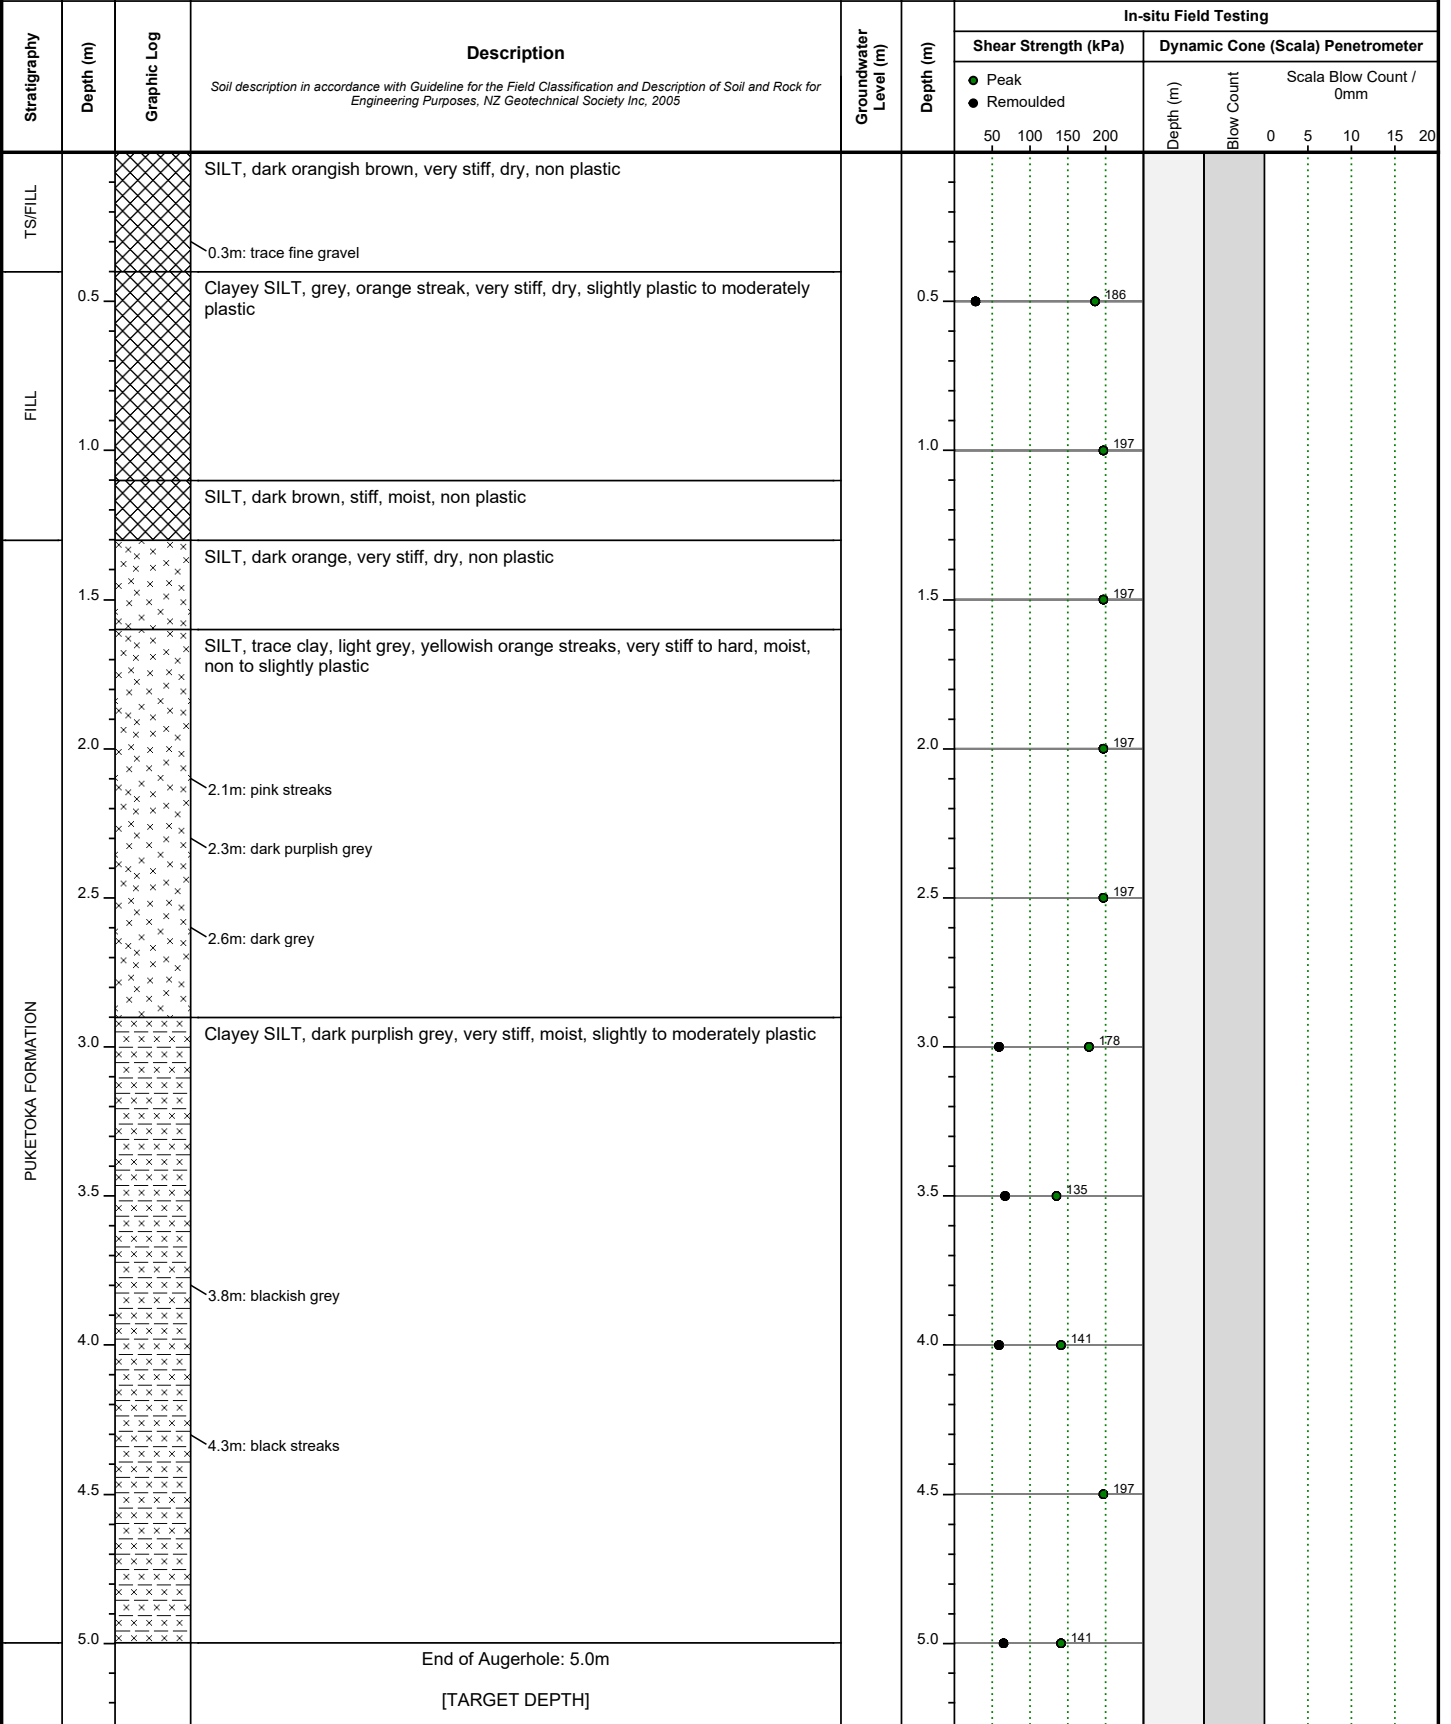 In-situ Field Testing
Stratigraphy
Depth (m)
Graphic Log
Description
Soil description in accordance with Guideline for the Field Classification and Description of Soil and Rock for
Engineering Purposes, NZ Geotechnical Society Inc, 2005
Groundwater
Level (m)
Depth (m)
Shear Strength (kPa)
Peak
Remoulded
50 100 150 200
Dynamic Cone (Scala) Penetrometer
Depth (m)
Blow Count
Scala Blow Count /
0mm
0 5 10 15 20
TS/FILL
SILT, dark orangish brown, very stiff, dry, non plastic
0.3m: trace fine gravel
FILL
Clayey SILT, grey, orange streak, very stiff, dry, slightly plastic to moderately
plastic
0.5 0.5 186
1.0 1.0 197
SILT, dark brown, stiff, moist, non plastic
PUKETOKA FORMATION
SILT, dark orange, very stiff, dry, non plastic
1.5 1.5 197
SILT, trace clay, light grey, yellowish orange streaks, very stiff to hard, moist,
non to slightly plastic
2.0 2.0 197
2.1m: pink streaks
2.3m: dark purplish grey
2.5 2.5 197
2.6m: dark grey
Clayey SILT, dark purplish grey, very stiff, moist, slightly to moderately plastic
3.0 3.0 178
3.5 3.5 135
3.8m: blackish grey
4.0 4.0 141
4.3m: black streaks
4.5 4.5 197
5.0 5.0 141
End of Augerhole: 5.0m
[TARGET DEPTH]